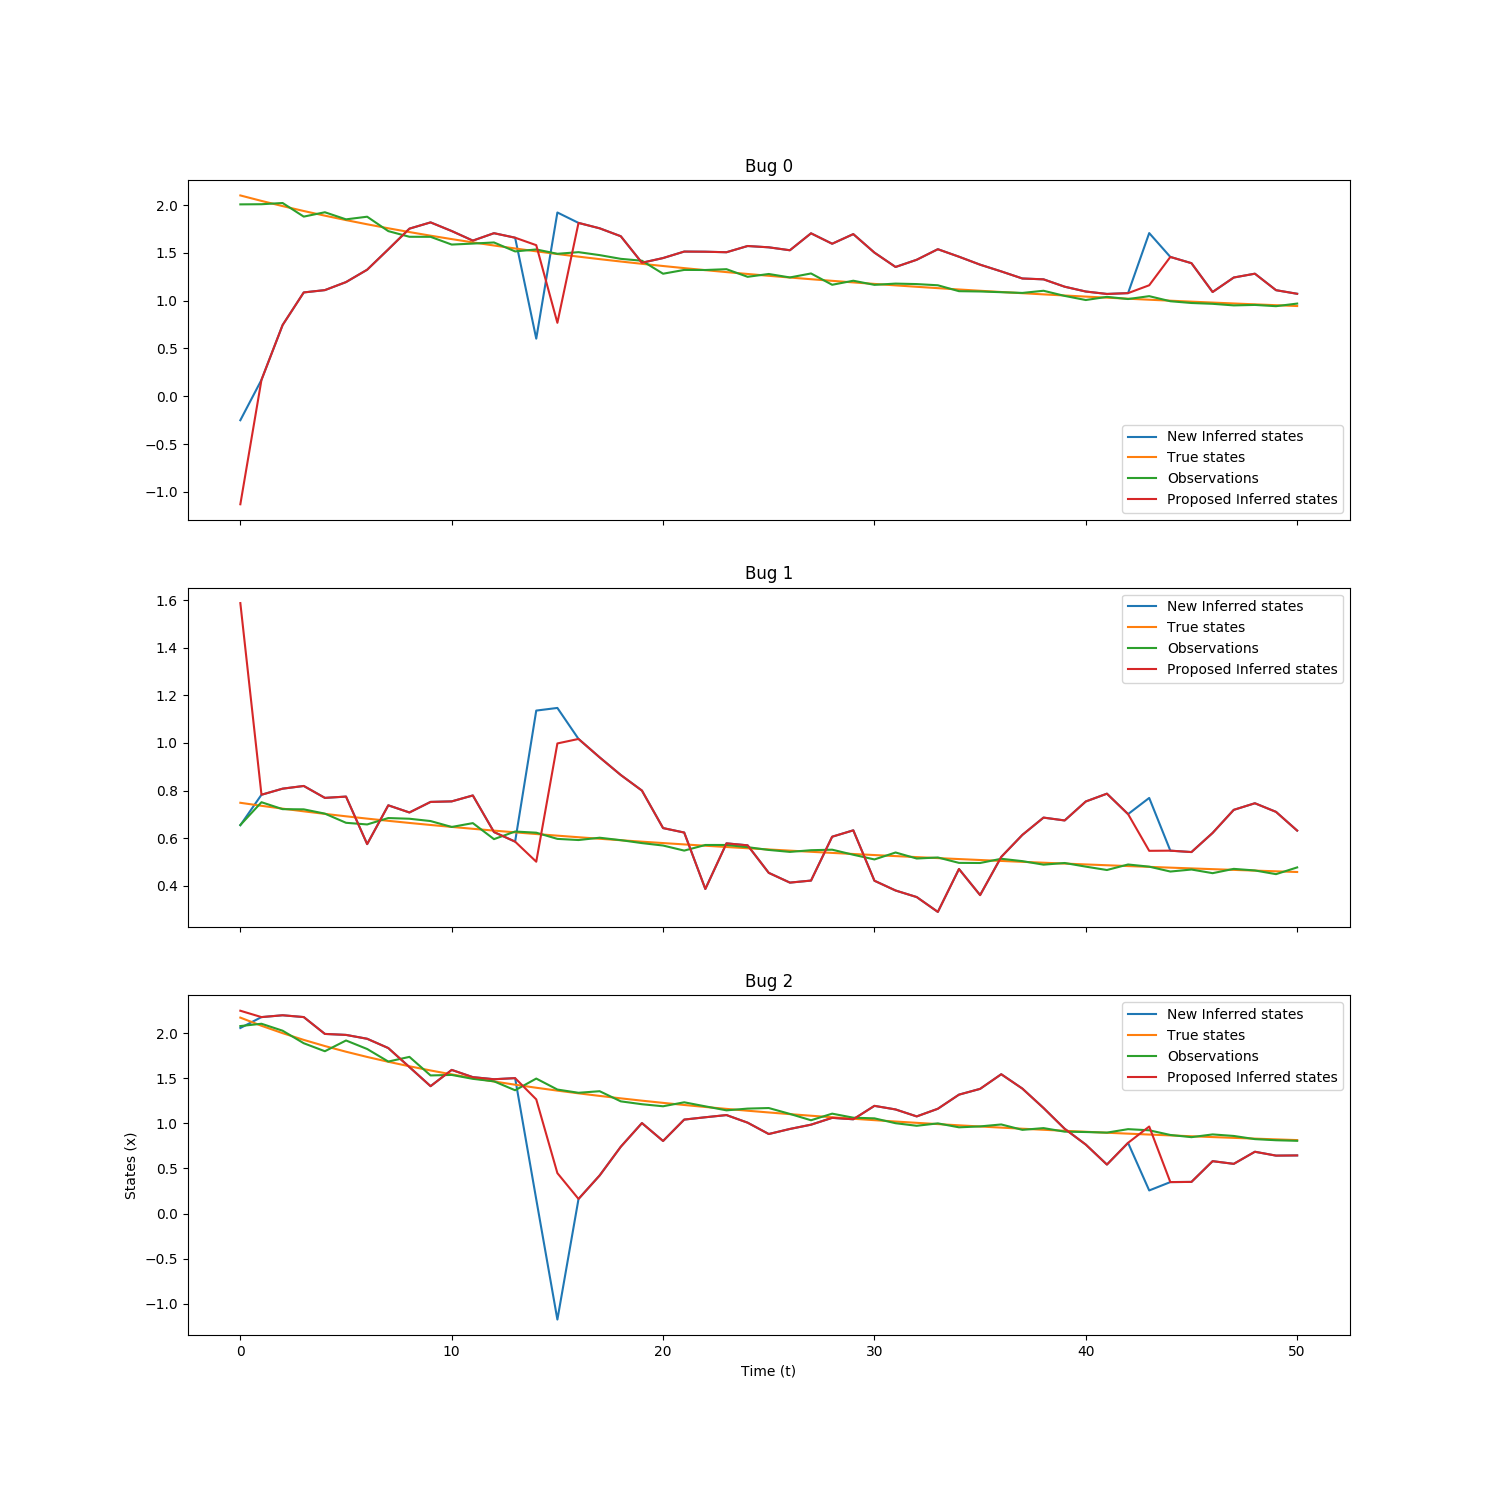 Bug 0
2.0
1.5
1.0
0.5
0.0
−0.5
−1.0
New Inferred states
True states
Observations
Proposed Inferred states
Bug 1
1.6
1.4
1.2
1.0
0.8
0.6
0.4
New Inferred states
True states
Observations
Proposed Inferred states
Bug 2
States (x)
2.0
1.5
1.0
0.5
0.0
−0.5
−1.0
New Inferred states
True states
Observations
Proposed Inferred states
0 10 20 30 40 50
Time (t)